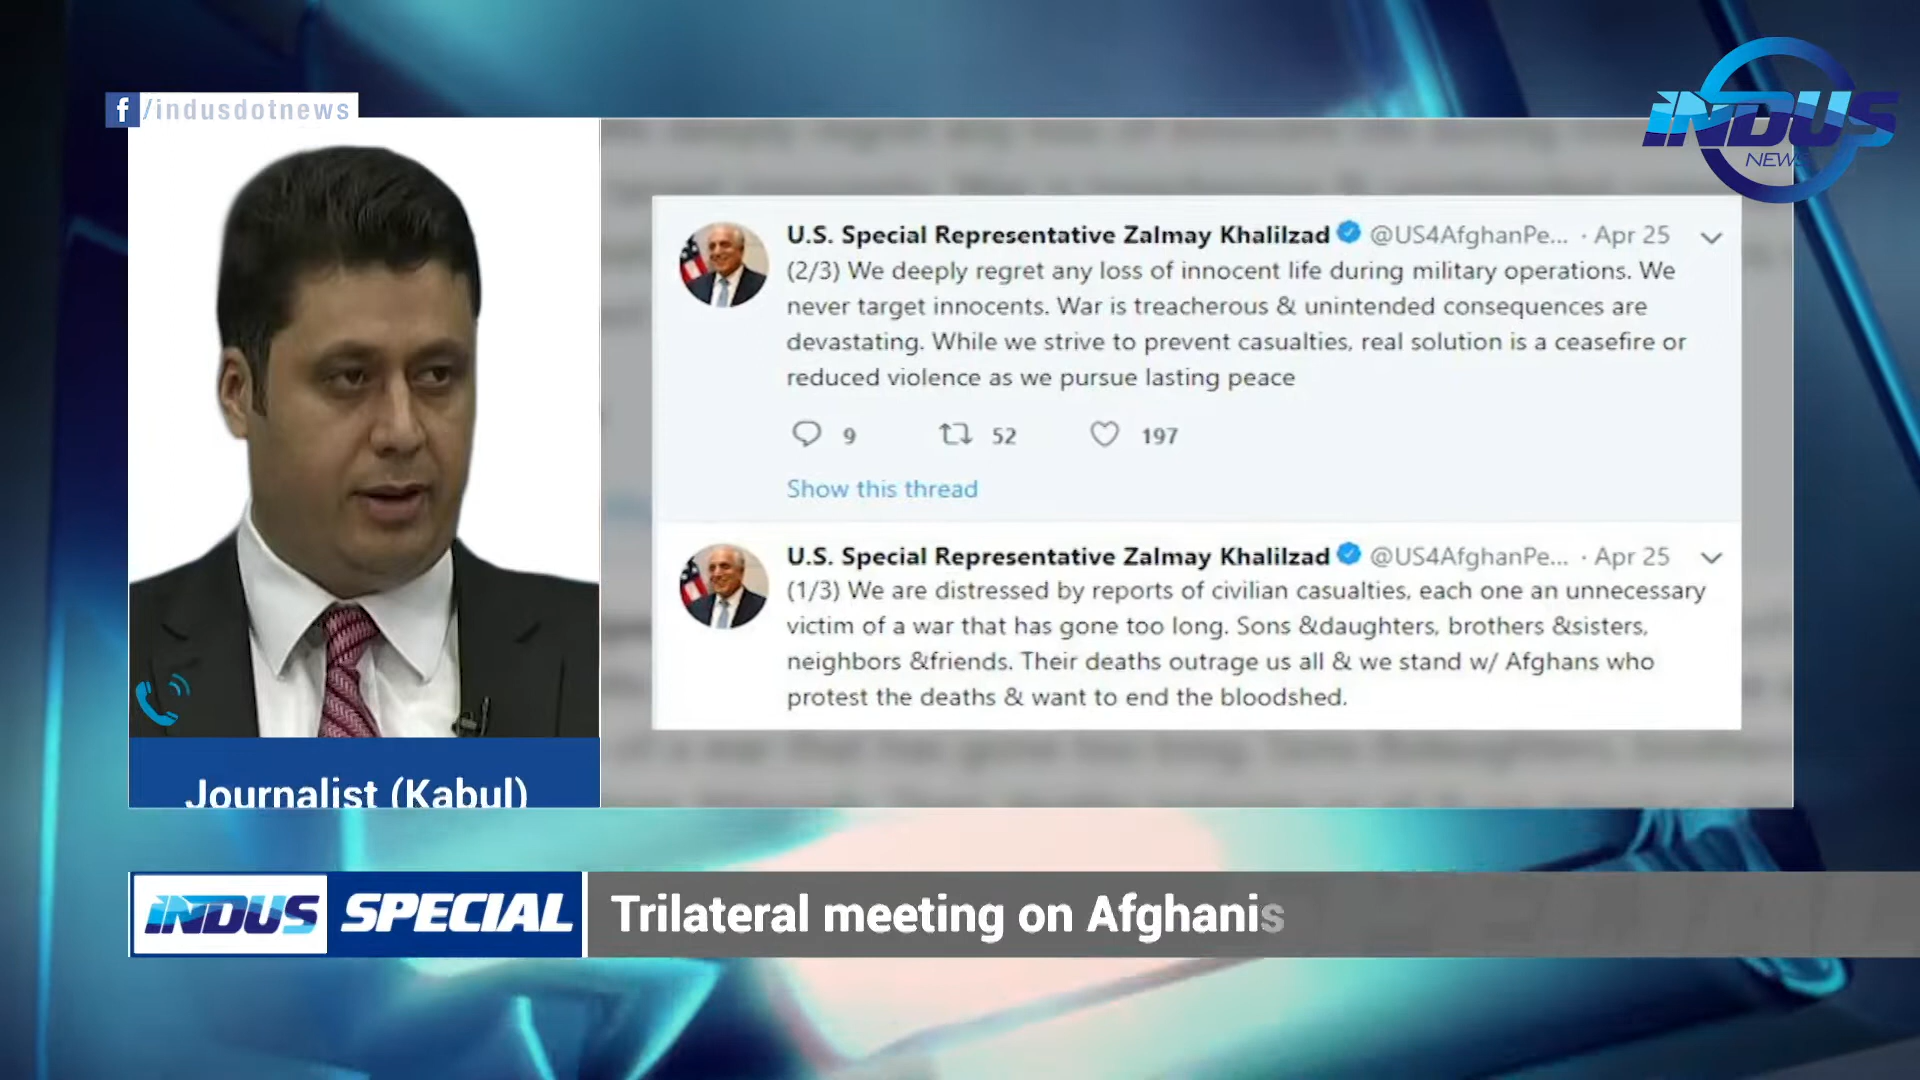 f/indusdotnews
INDUS
NEWS
U.S. Special Representative Zalmay Khalilzad @US4AfghanPe... · Apr 25
(2/3) We deeply regret any loss of innocent life during military operations. We
never target innocents. War is treacherous & unintended consequences are
devastating. While we strive to prevent casualties, real solution is a ceasefire or
reduced violence as we pursue lasting peace
9 52 197
Show this thread
U.S. Special Representative Zalmay Khalilzad @US4AfghanPe... · Apr 25
(1/3) We are distressed by reports of civilian casualties, each one an unnecessary
victim of a war that has gone too long. Sons &daughters, brothers &sisters,
neighbors &friends. Their deaths outrage us all & we stand w/ Afghans who
protest the deaths & want to end the bloodshed.
Journalist (Kabul)
INDUS SPECIAL Trilateral meeting on Afghanis